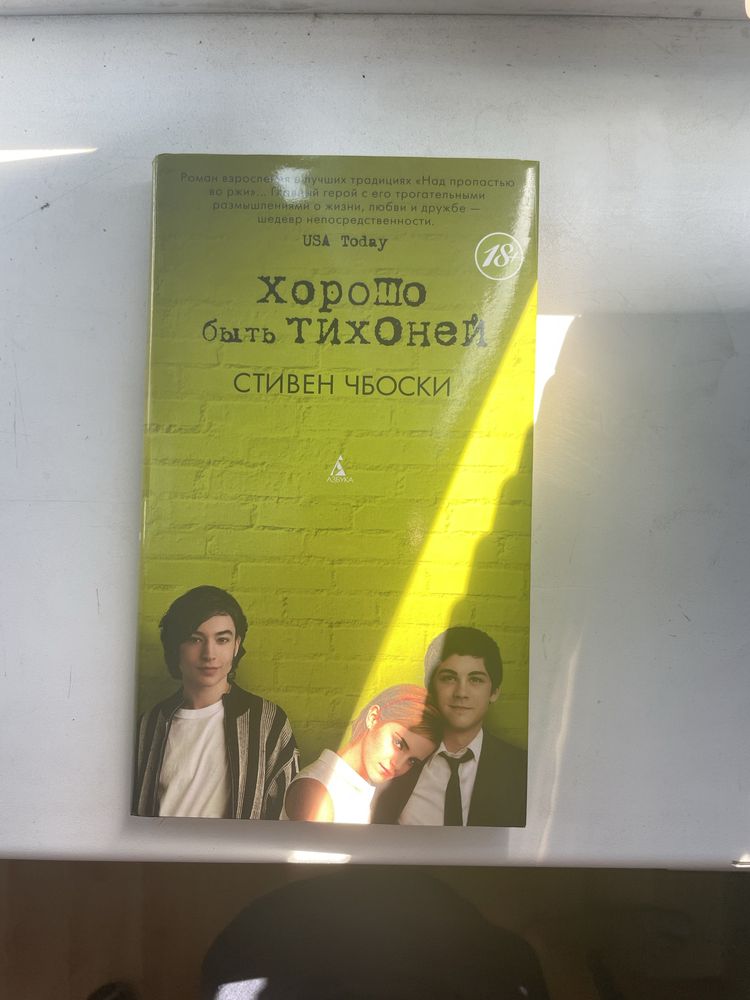 Роман взросления в лучших традициях «Над пропастью
во ржи»... Главный герой с его трогательными
размышлениями о жизни, любви и дружбе —
шедевр непосредственности.
USA Today
18+
хорошо
быть тихоней
СТИВЕН ЧБОСКИ
АЗБУКА